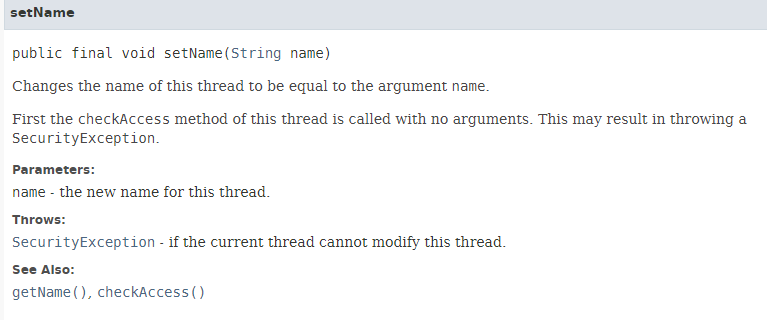 setName
public final void setName(String name)
Changes the name of this thread to be equal to the argument name.
First the checkAccess method of this thread is called with no arguments. This may result in throwing a
SecurityException.
Parameters:
name - the new name for this thread.
Throws:
SecurityException - if the current thread cannot modify this thread.
See Also:
getName(), checkAccess()